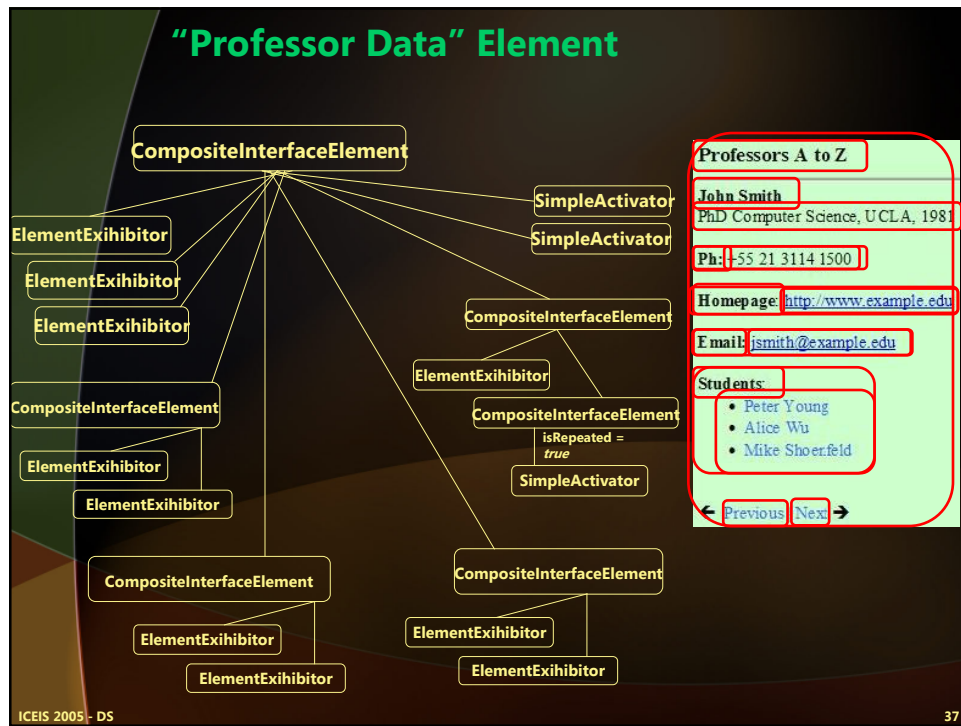 “Professor Data” Element
CompositeInterfaceElement
SimpleActivator
SimpleActivator
ElementExihibitor
ElementExihibitor
ElementExihibitor
CompositeInterfaceElement
ElementExihibitor
CompositeInterfaceElement
isRepeated =
true
SimpleActivator
CompositeInterfaceElement
ElementExihibitor
ElementExihibitor
CompositeInterfaceElement
ElementExihibitor
ElementExihibitor
CompositeInterfaceElement
ElementExihibitor
ElementExihibitor
Professors A to Z
John Smith
PhD Computer Science, UCLA, 1981
Ph: +55 21 3114 1500
Homepage: http://www.example.edu
Email: jsmith@example.edu
Students:
• Peter Young
• Alice Wu
• Mike Shoenfeld
← Previous Next →
ICEIS 2005 - DS
37